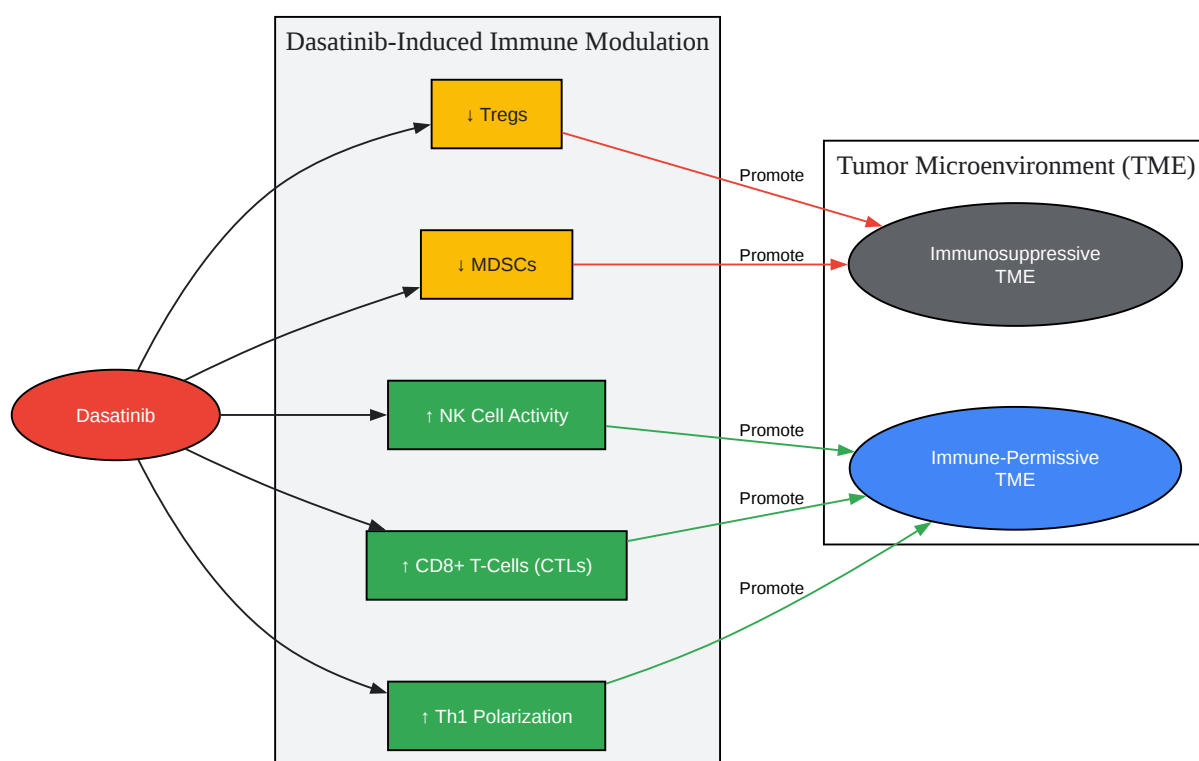 Dasatinib-Induced Immune Modulation
↓ Tregs
↓ MDSCs
↑ NK Cell Activity
↑ CD8+ T-Cells (CTLs)
↑ Th1 Polarization
Dasatinib
Promote
Promote
Promote
Promote
Promote
Tumor Microenvironment (TME)
Immunosuppressive
TME
Immune-Permissive
TME